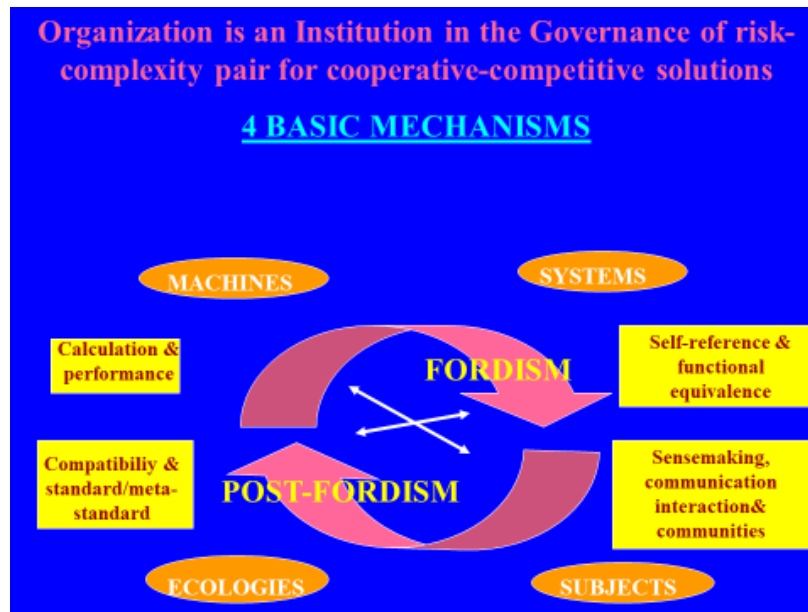 Organization is an Institution in the Governance of risk-
complexity pair for cooperative-competitive solutions
4 BASIC MECHANISMS
MACHINES
SYSTEMS
Calculation &
performance
FORDISM
Self-reference &
functional
equivalence
Compatibiliy &
standard/meta-
standard
POST-FORDISM
Sensemaking,
communication
interaction&
communities
ECOLOGIES
SUBJECTS